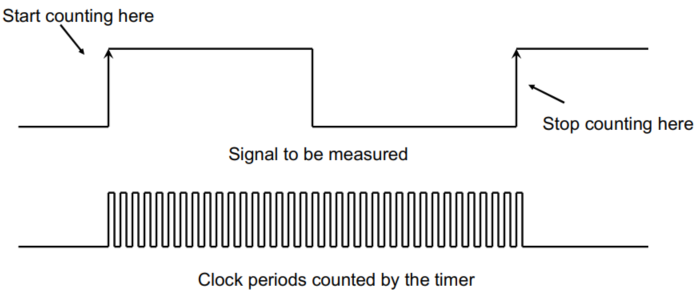 Start counting here
Stop counting here
Signal to be measured
Clock periods counted by the timer